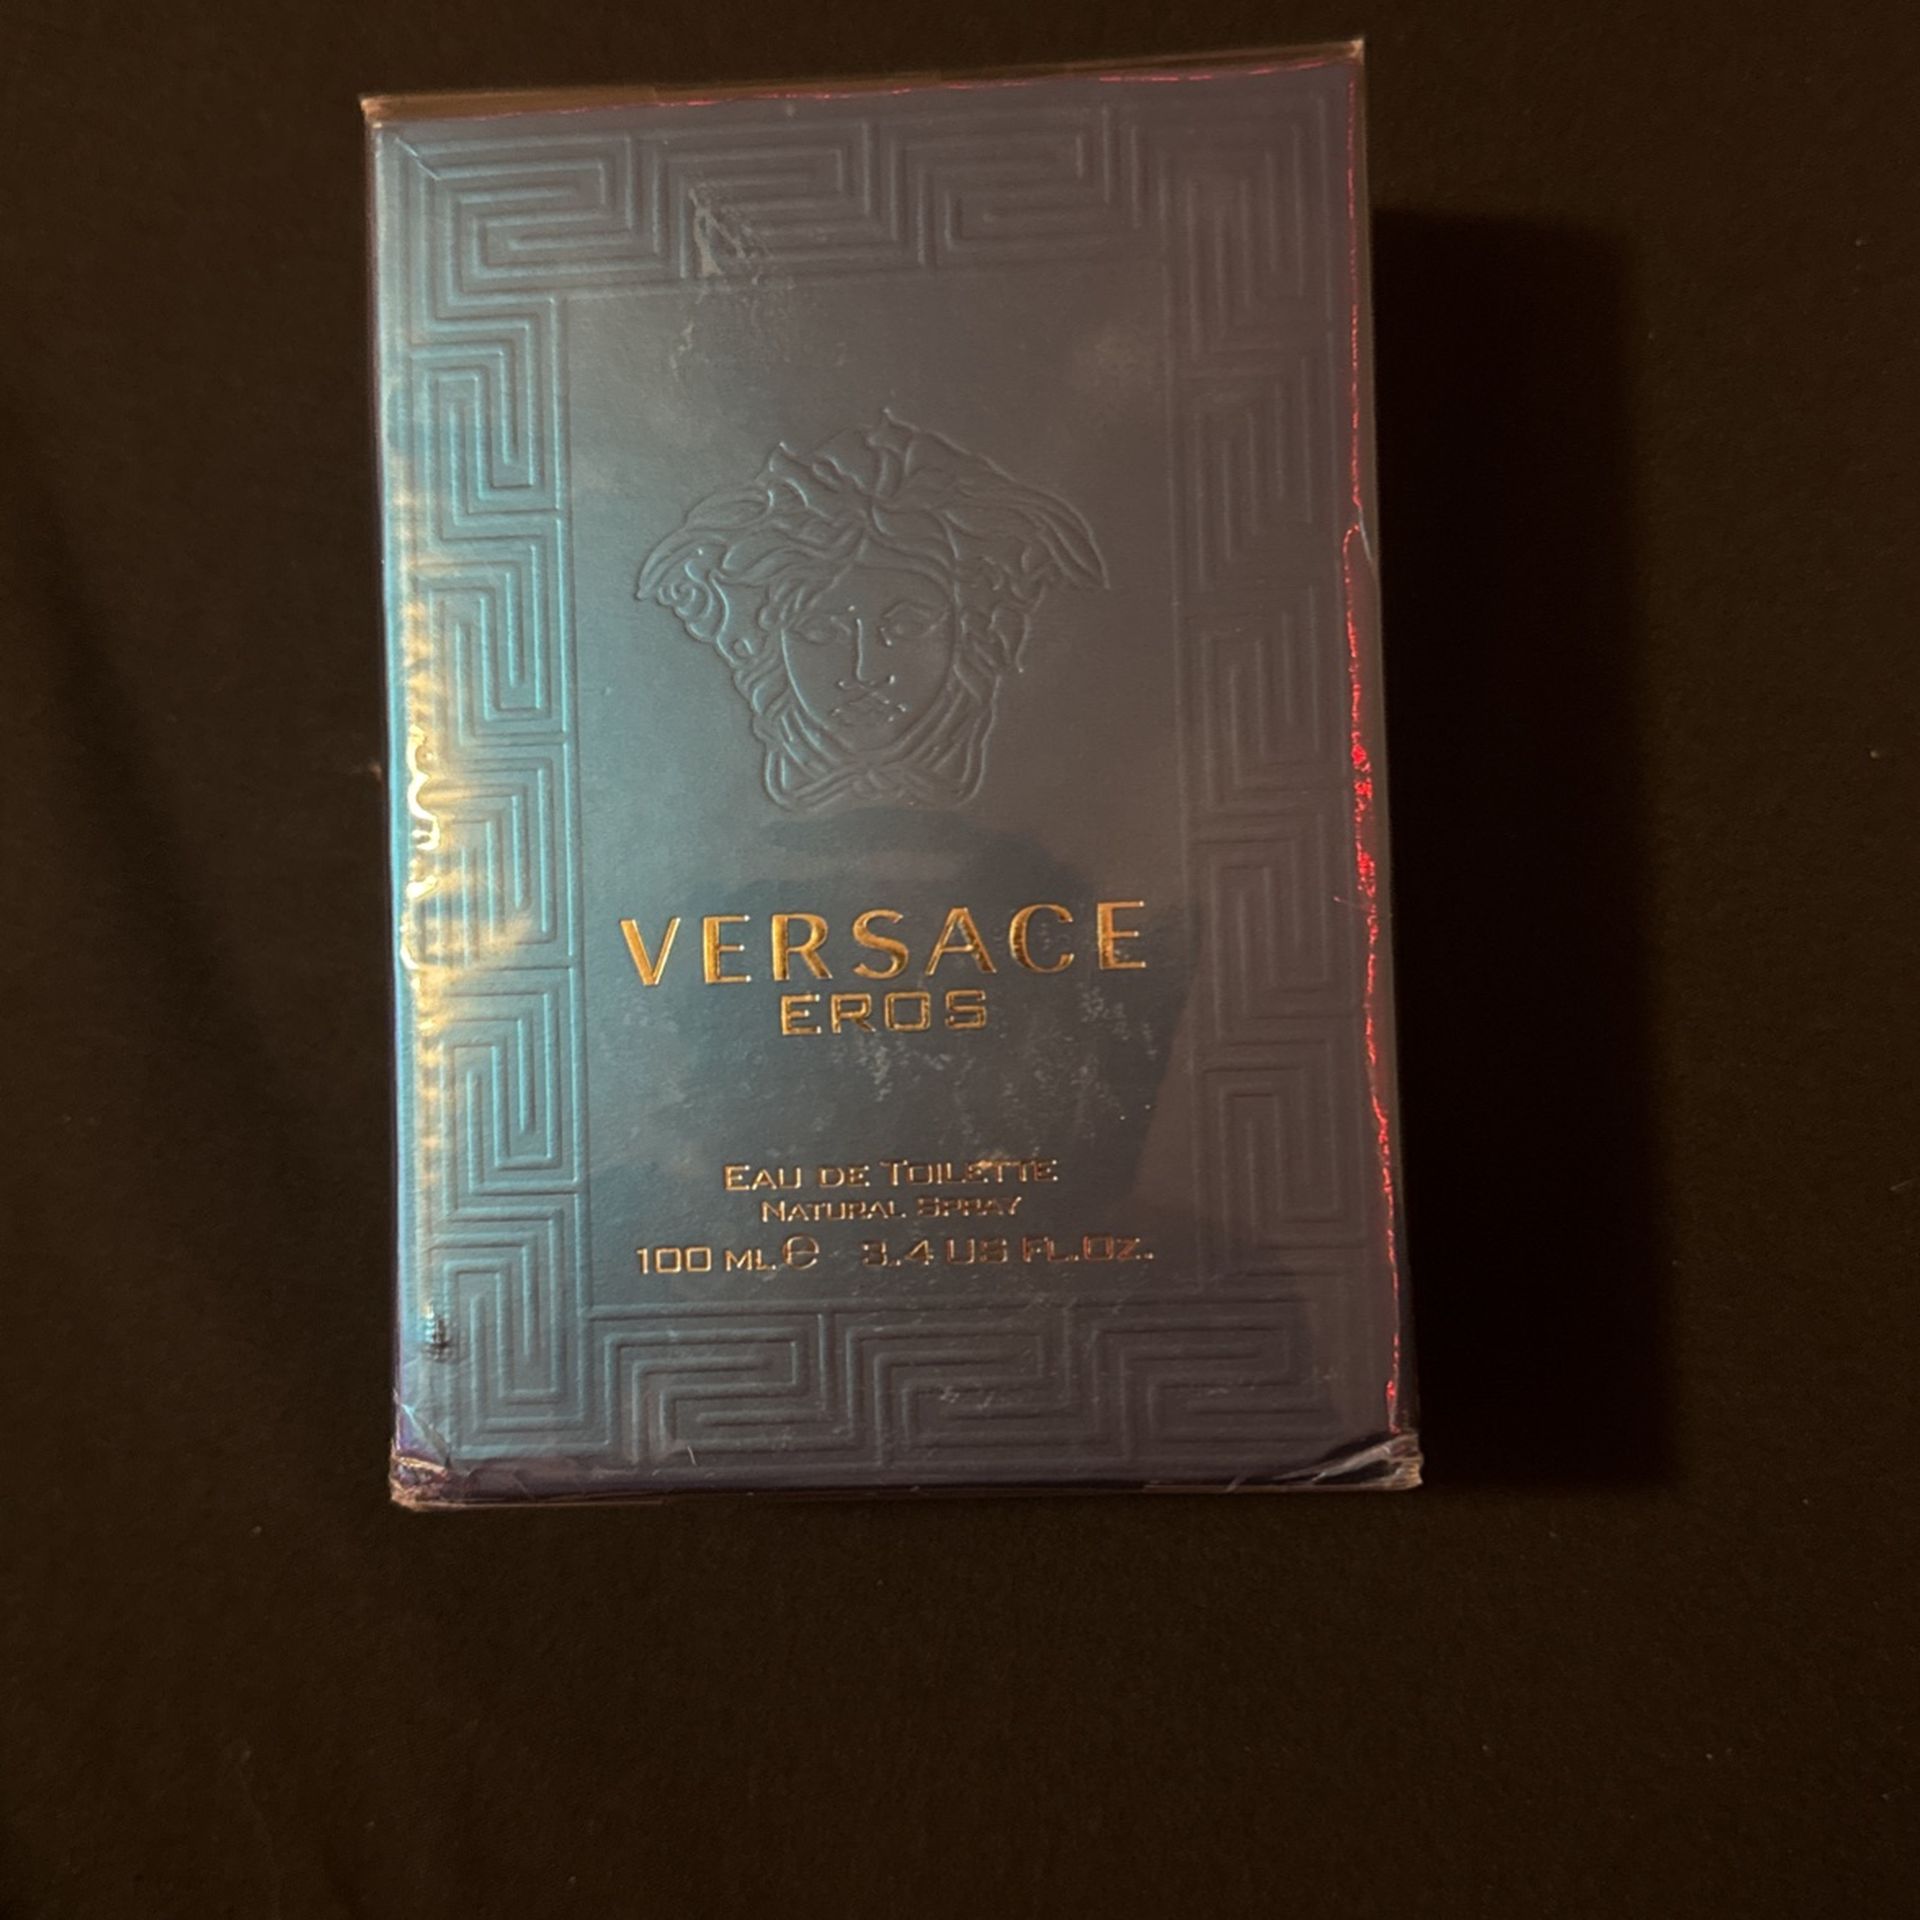 VERSACE
EROS
EAU DE TOILETTE
NATURAL SPRAY
100 ML. ℮ 3.4 US FL.OZ.